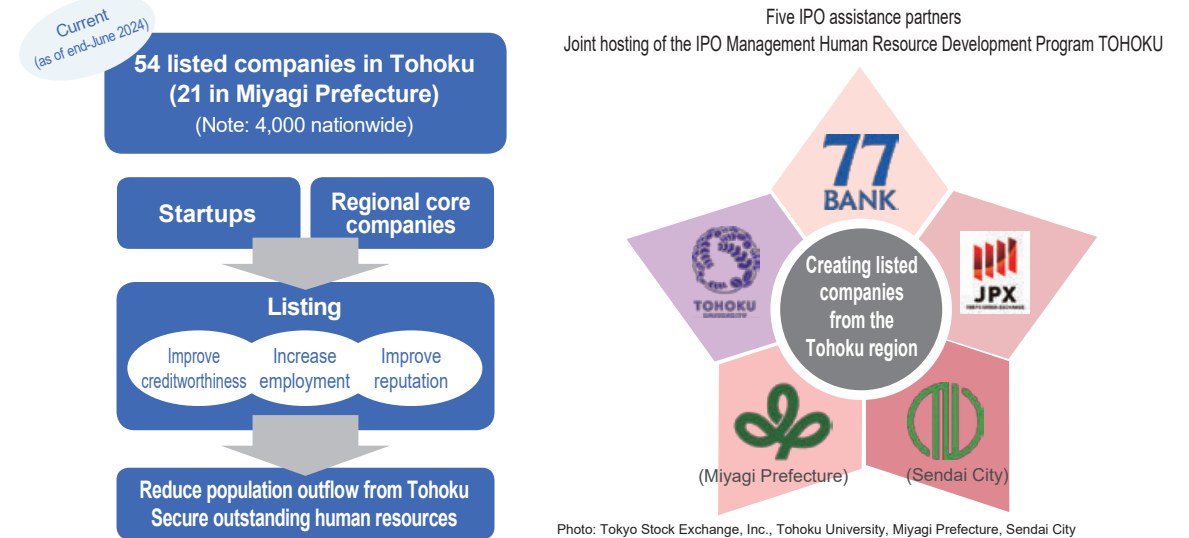 Current
(as of end-June 2024)
54 listed companies in Tohoku
(21 in Miyagi Prefecture)
(Note: 4,000 nationwide)
Startups
Regional core
companies
Listing
Improve
creditworthiness
Increase
employment
Improve
reputation
Reduce population outflow from Tohoku
Secure outstanding human resources
Five IPO assistance partners
Joint hosting of the IPO Management Human Resource Development Program TOHOKU
77
BANK
TOHOKU
UNIVERSITY
Creating listed
companies
from the
Tohoku region
JPX
TOKYO STOCK EXCHANGE
(Miyagi Prefecture)
(Sendai City)
Photo: Tokyo Stock Exchange, Inc., Tohoku University, Miyagi Prefecture, Sendai City